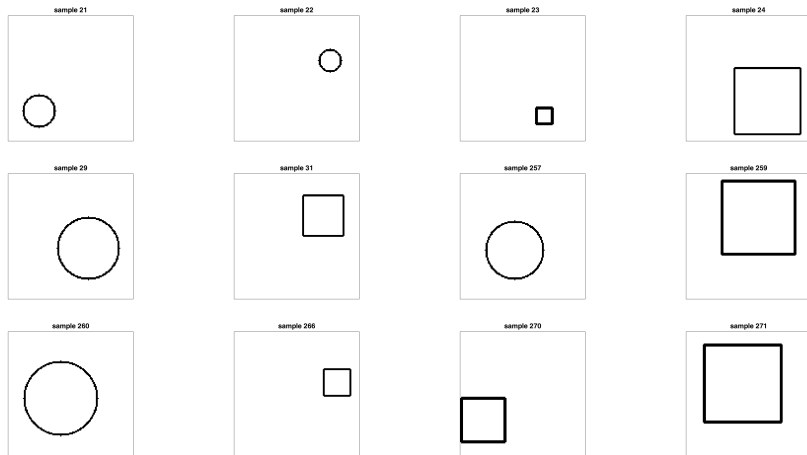 sample 21
sample 22
sample 23
sample 24
sample 29
sample 31
sample 257
sample 259
sample 260
sample 266
sample 270
sample 271